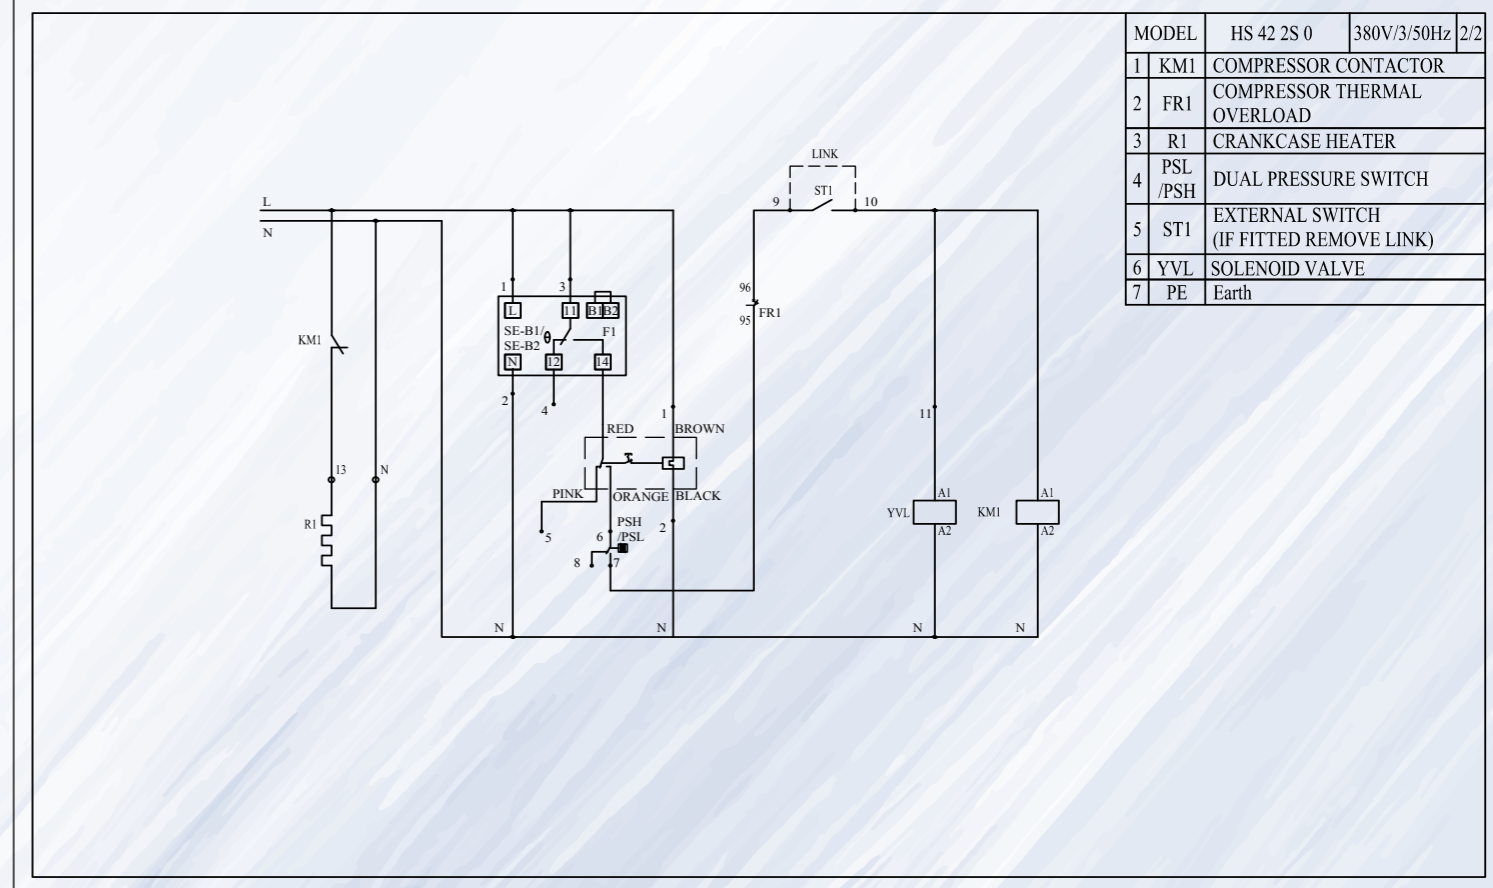 MODEL HS 42 2S 0 380V/3/50Hz 2/2
1 KM1 COMPRESSOR CONTACTOR
2 FR1 COMPRESSOR THERMAL
OVERLOAD
3 R1 CRANKCASE HEATER
4 PSL
/PSH DUAL PRESSURE SWITCH
5 ST1 EXTERNAL SWITCH
(IF FITTED REMOVE LINK)
6 YVL SOLENOID VALVE
7 PE Earth
LINK
ST1
9 10
L
N
1 3
96
L 11 B1 B2
95 FR1
SE-B1/ θ F1
SE-B2
KM1
N 12 14
2 4
1 11
RED BROWN
13 N
PINK ORANGE BLACK
A1 A1
YVL KM1
A2 A2
R1
PSH
/PSL
5 6 2
8 7
N N N N